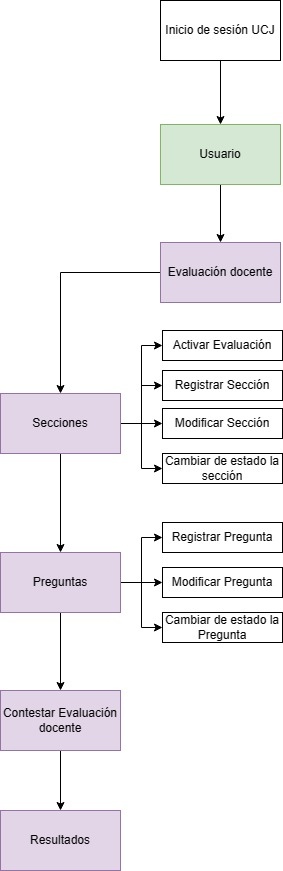 Inicio de sesión UCJ
Usuario
Evaluación docente
Activar Evaluación
Registrar Sección
Secciones
Modificar Sección
Cambiar de estado la
sección
Registrar Pregunta
Preguntas
Modificar Pregunta
Cambiar de estado la
Pregunta
Contestar Evaluación
docente
Resultados